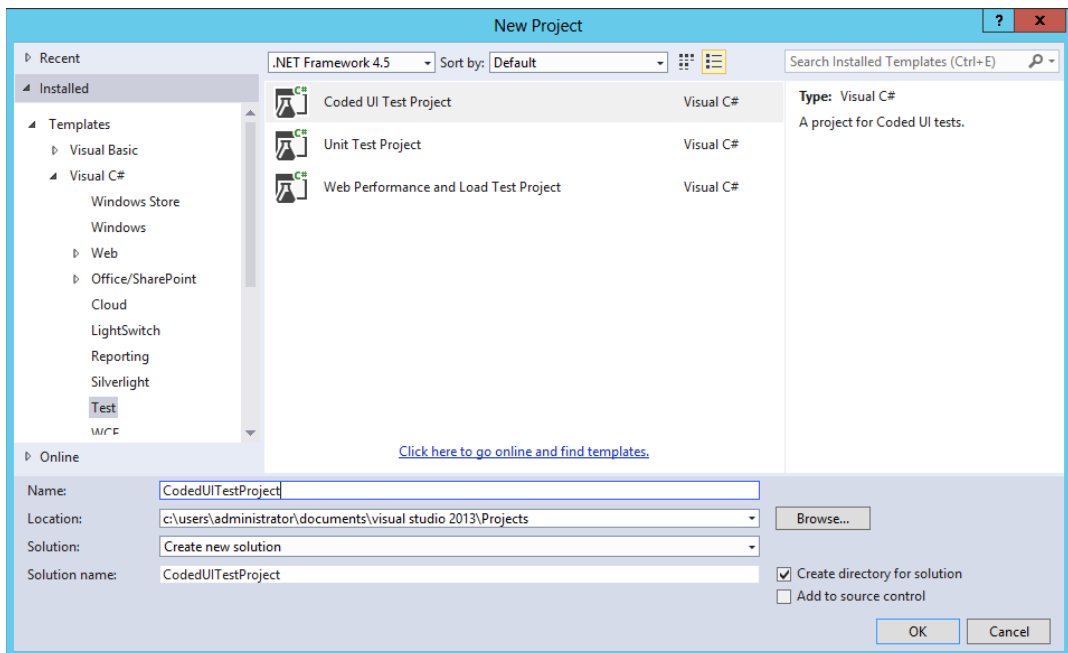 New Project
? x
Recent
.NET Framework 4.5 Sort by: Default
Search Installed Templates (Ctrl+E)
Installed
Templates
Visual Basic
Visual C#
Windows Store
Windows
Web
Office/SharePoint
Cloud
LightSwitch
Reporting
Silverlight
Test
WCF
Online
C# Coded UI Test Project Visual C#
C# Unit Test Project Visual C#
C# Web Performance and Load Test Project Visual C#
Click here to go online and find templates.
Type: Visual C#
A project for Coded UI tests.
Name: CodedUITestProject
Location: c:\users\administrator\documents\visual studio 2013\Projects
Browse...
Solution: Create new solution
Solution name: CodedUITestProject
Create directory for solution
Add to source control
OK Cancel